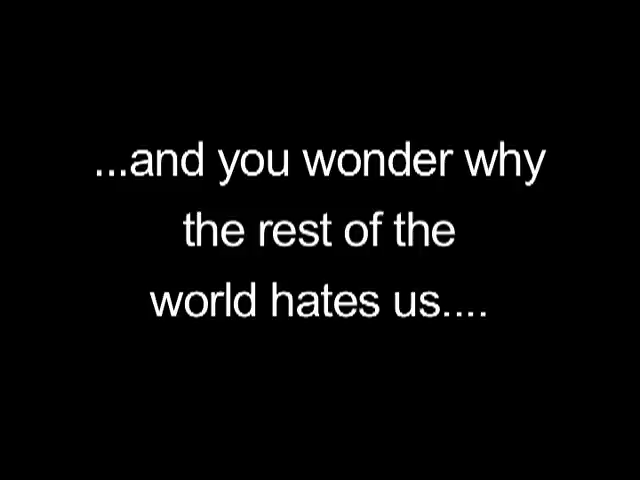 ...and you wonder why
the rest of the
world hates us....